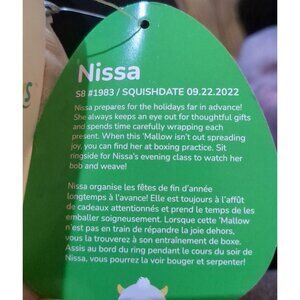 Nissa
S8 #1983 / SQUISHDATE 09.22.2022
Nissa prepares for the holidays far in advance!
She always keeps an eye out for thoughtful gifts
and spends time carefully wrapping each
present. When this 'Mallow isn't out spreading
joy, you can find her at boxing practice. Sit
ringside for Nissa's evening class to watch her
bob and weave!
Nissa organise les fêtes de fin d'année
longtemps à l'avance! Elle est toujours à l'affût
de cadeaux attentionnés et prend le temps de les
emballer soigneusement. Lorsque cette 'Mallow
n'est pas en train de répandre la joie dehors,
vous la trouverez à son entraînement de boxe.
Assis au bord du ring pendant le cours du soir de
Nissa, vous pourrez la voir bouger et serpenter!